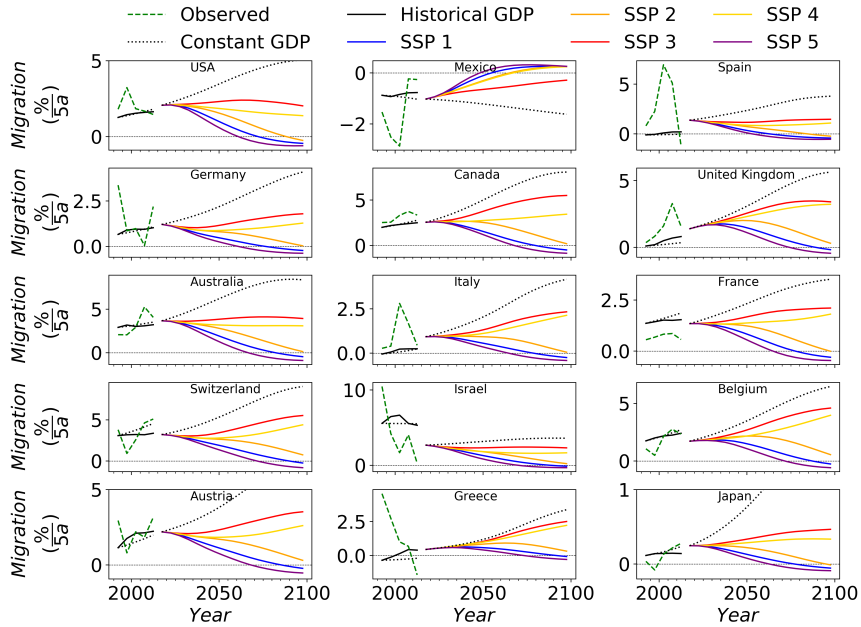 Observed Historical GDP SSP 2 SSP 4
Constant GDP SSP 1 SSP 3 SSP 5
USA Mexico Spain
Migration
% / 5a
5
0
0
−2
5
0
Germany Canada United Kingdom
Migration
% / 5a
2.5
0.0
5
0
5
0
Australia Italy France
Migration
% / 5a
5
0
2.5
0.0
2.5
0.0
Switzerland Israel Belgium
Migration
% / 5a
5
0
10
0
5
0
Austria Greece Japan
Migration
% / 5a
5
0
2.5
0.0
1
0
2000 2050 2100 2000 2050 2100 2000 2050 2100
Year Year Year